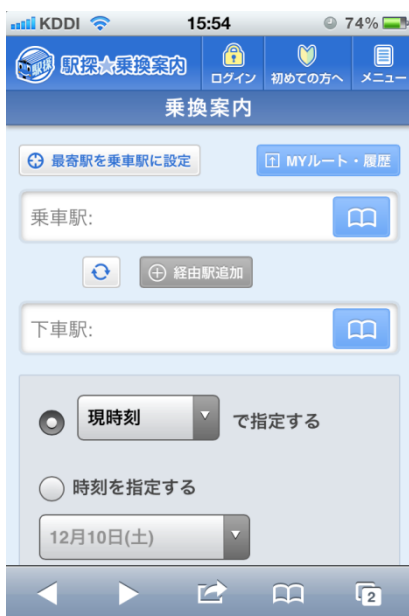 KDDI 15:54 74%
駅探☆乗換案内 ログイン 初めての方へ メニュー
乗換案内
最寄駅を乗車駅に設定 MYルート・履歴
乗車駅:
経由駅追加
下車駅:
現時刻 で指定する
時刻を指定する
12月10日(土)
2